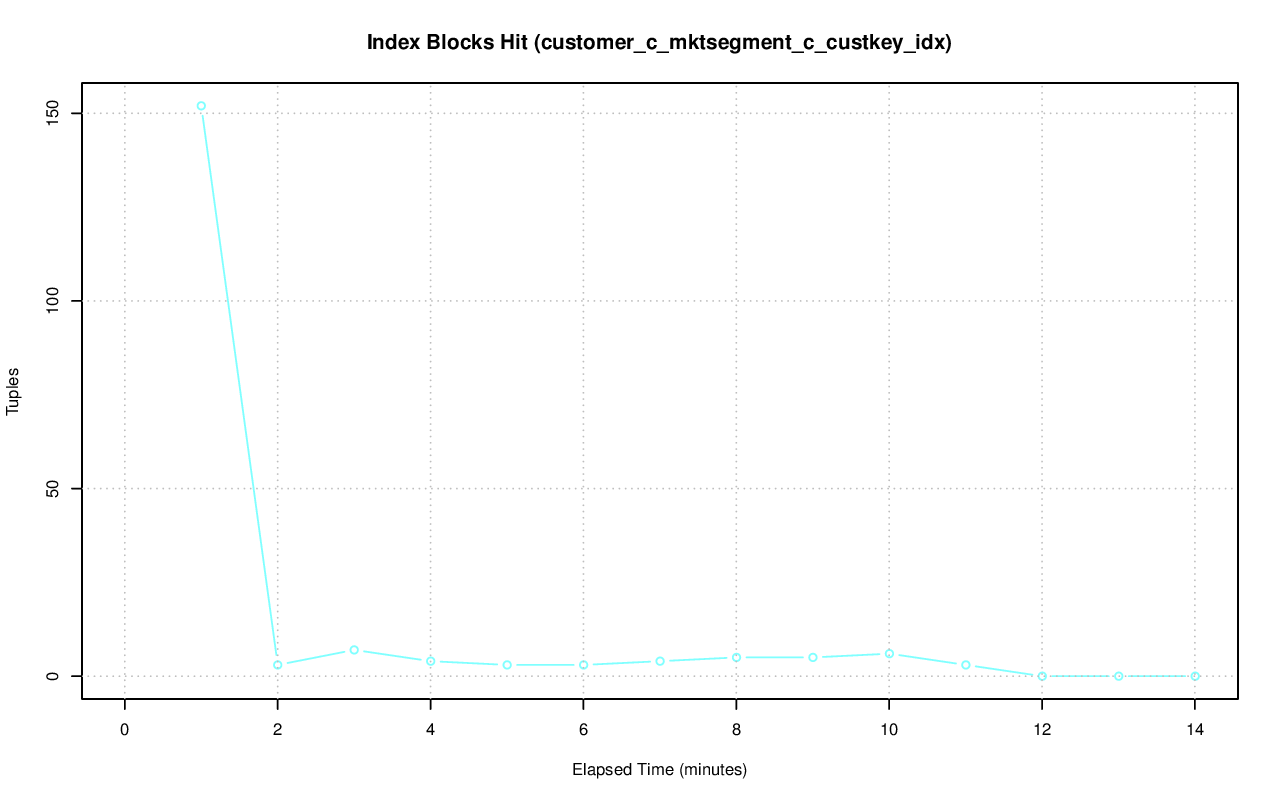 Index Blocks Hit (customer_c_mktsegment_c_custkey_idx)
150
100
50
0
Tuples
0 2 4 6 8 10 12 14
Elapsed Time (minutes)